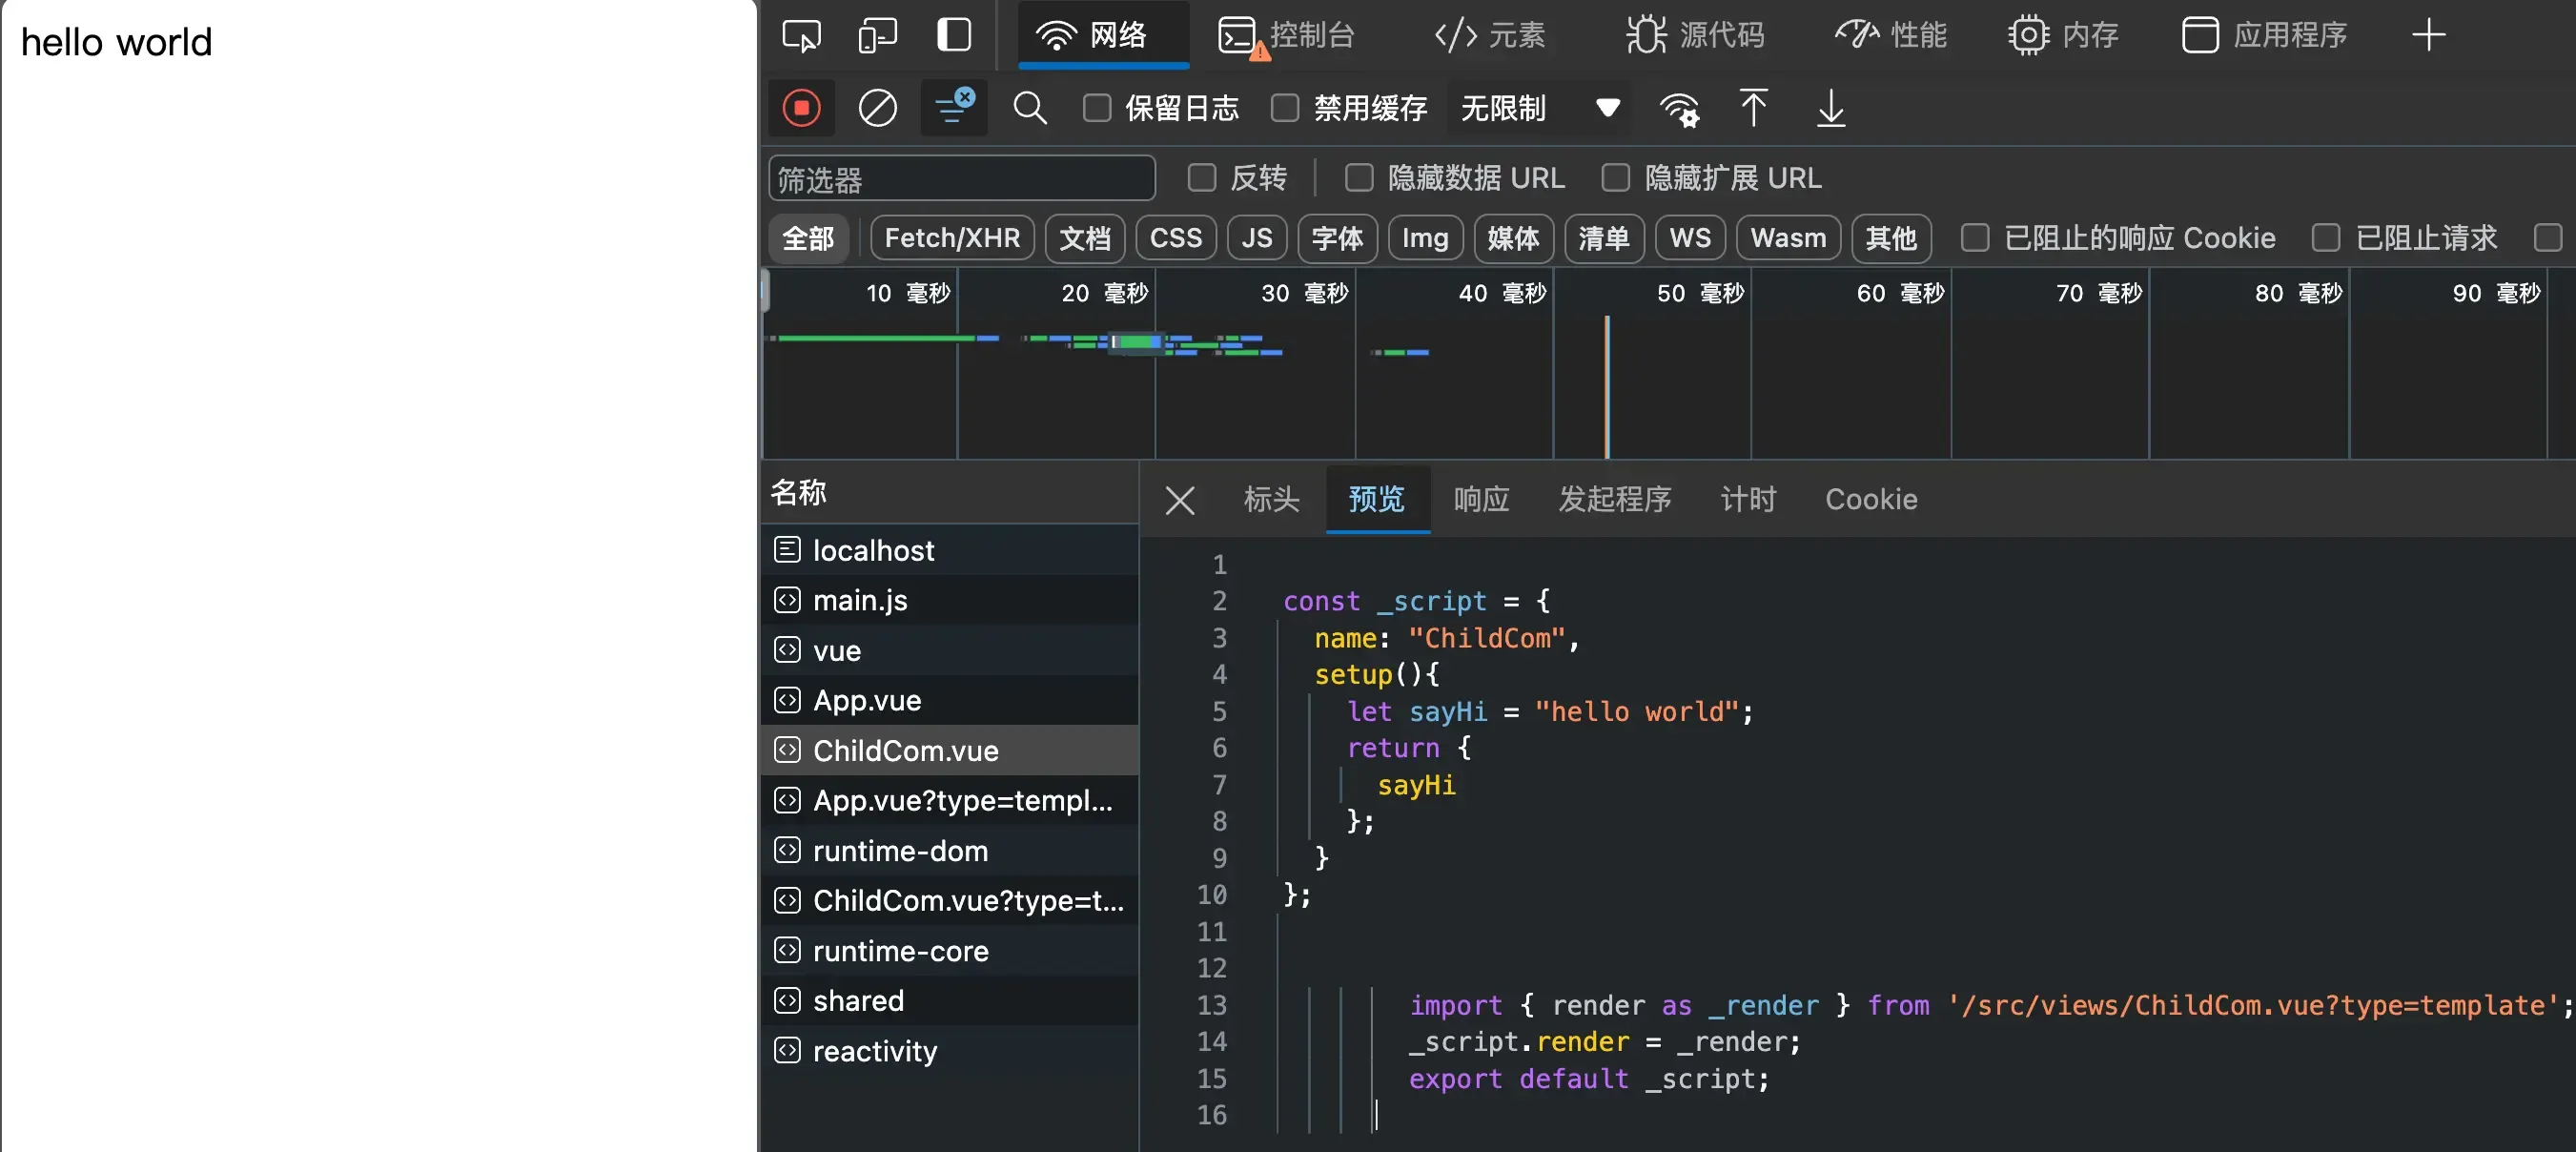 hello world
网络 控制台 元素 源代码 性能 内存 应用程序
保留日志 禁用缓存 无限制
筛选器 反转 隐藏数据 URL 隐藏扩展 URL
全部 Fetch/XHR 文档 CSS JS 字体 Img 媒体 清单 WS Wasm 其他 已阻止的响应 Cookie 已阻止请求
10 毫秒 20 毫秒 30 毫秒 40 毫秒 50 毫秒 60 毫秒 70 毫秒 80 毫秒 90 毫秒
名称
localhost
main.js
vue
App.vue
ChildCom.vue
App.vue?type=templ...
runtime-dom
ChildCom.vue?type=t...
runtime-core
shared
reactivity
标头 预览 响应 发起程序 计时 Cookie
1
2 const _script = {
3 name: "ChildCom",
4 setup(){
5 let sayHi = "hello world";
6 return {
7 sayHi
8 };
9 }
10 };
11
12
13 import { render as _render } from '/src/views/ChildCom.vue?type=template';
14 _script.render = _render;
15 export default _script;
16